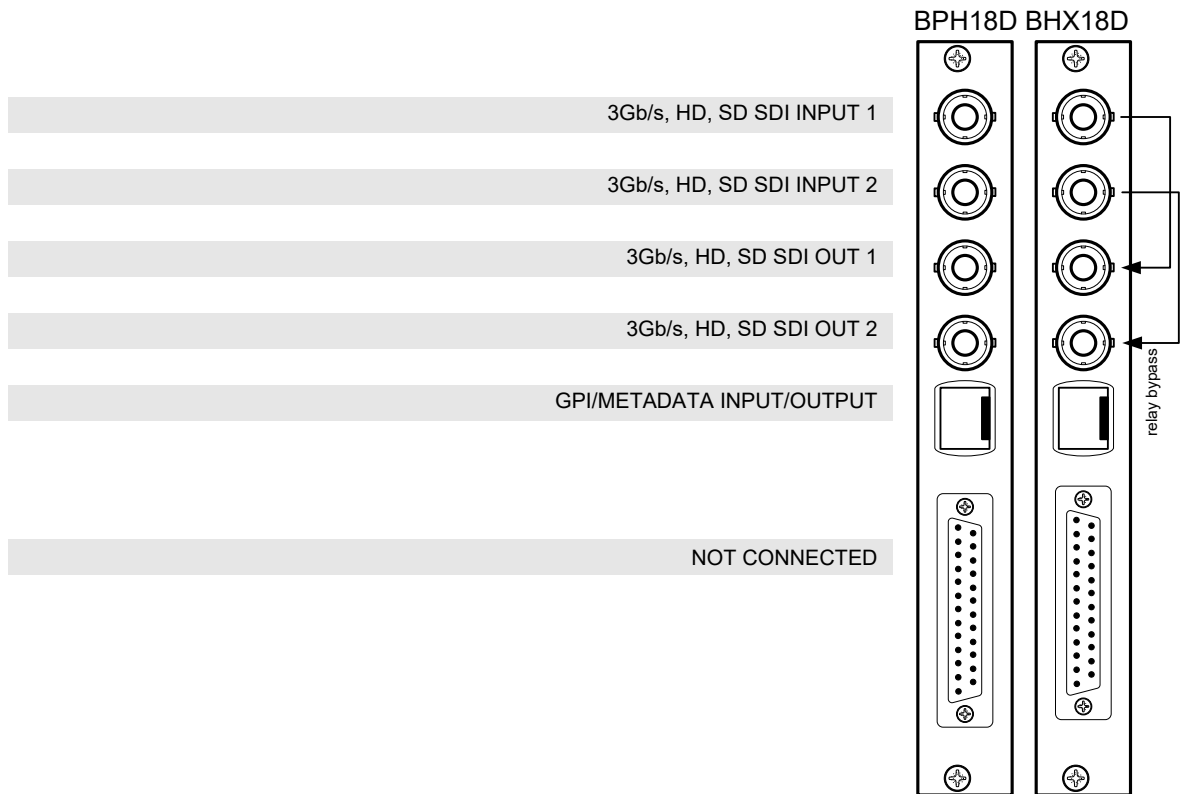 BPH18D BHX18D
3Gb/s, HD, SD SDI INPUT 1
3Gb/s, HD, SD SDI INPUT 2
3Gb/s, HD, SD SDI OUT 1
3Gb/s, HD, SD SDI OUT 2
relay bypass
GPI/METADATA INPUT/OUTPUT
NOT CONNECTED